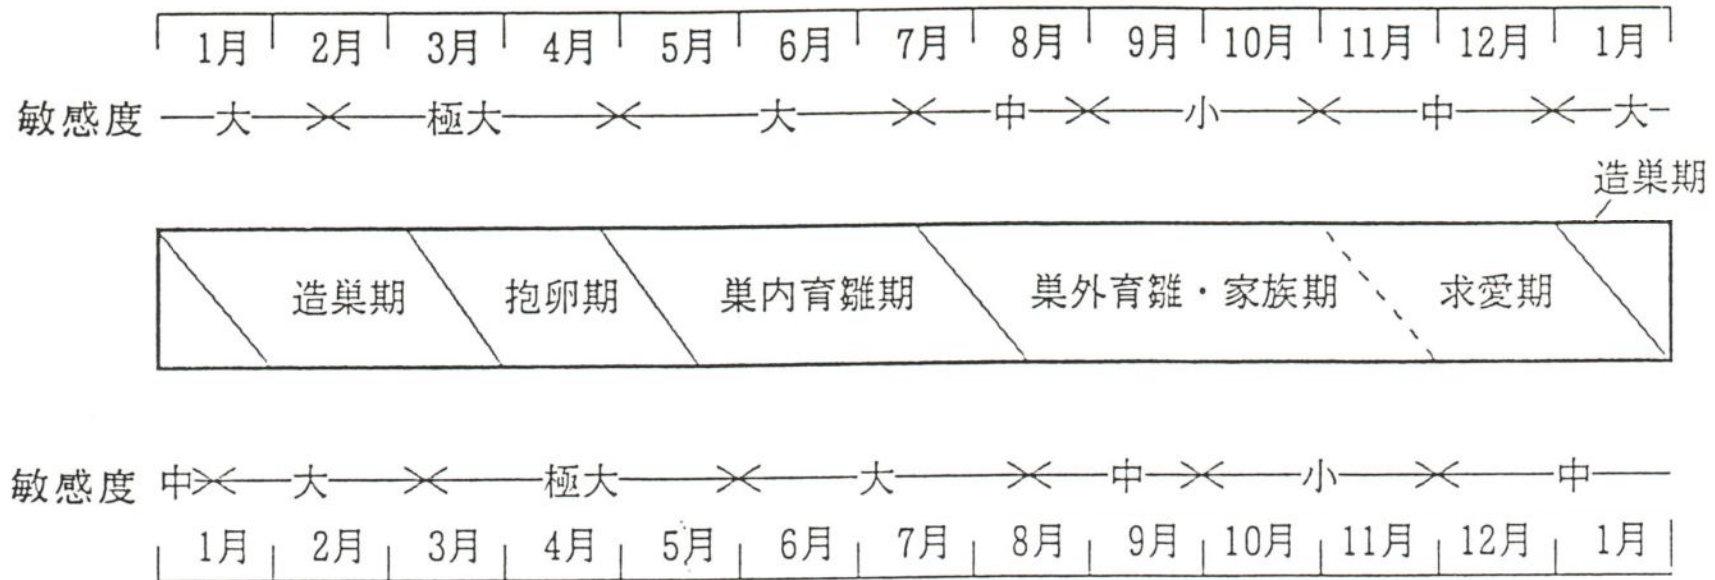 1月 2月 3月 4月 5月 6月 7月 8月 9月 10月 11月 12月 1月
敏感度 大 極大 大 中 小 中 大
造巣期
造巣期 抱卵期 巣内育雛期 巣外育雛・家族期 求愛期
敏感度 中 大 極大 大 中 小 中
1月 2月 3月 4月 5月 6月 7月 8月 9月 10月 11月 12月 1月